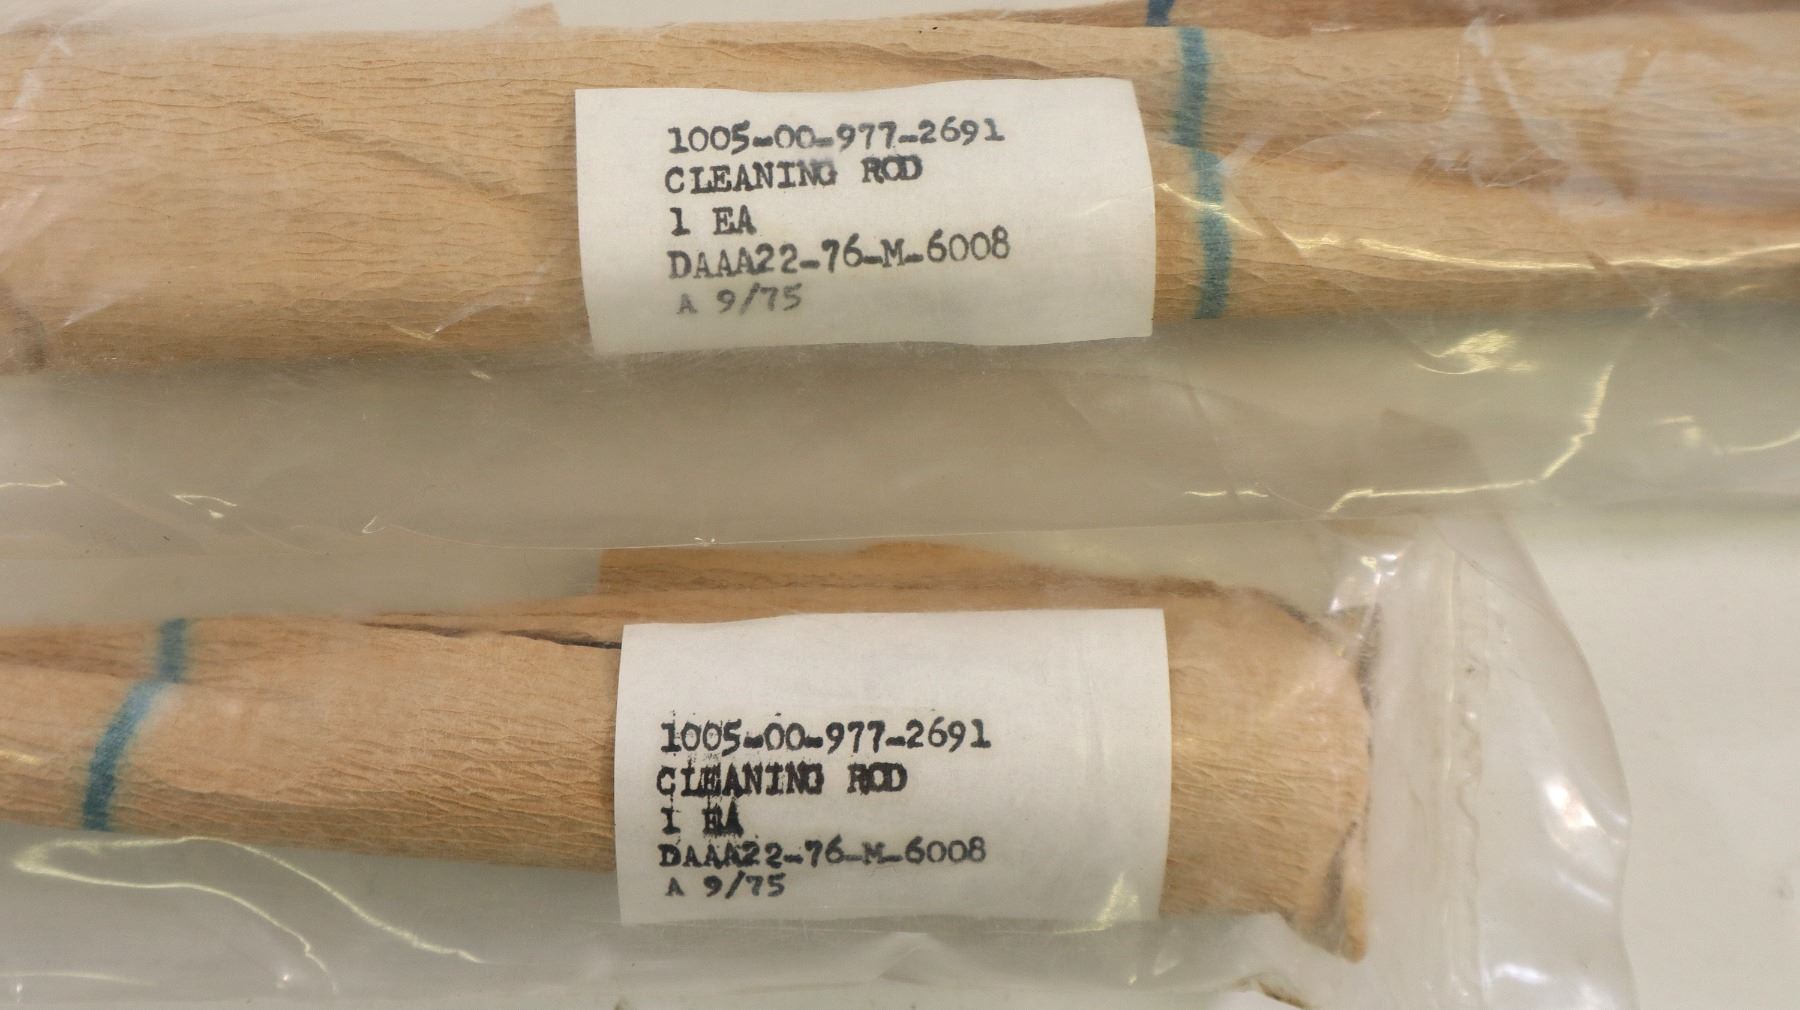 1005-00-977-2691
CLEANING ROD
1 EA
DAAA22-76-M-6008
A 9/75
1005-00-977-2691
CLEANING ROD
1 EA
DAAA22-76-M-6008
A 9/75